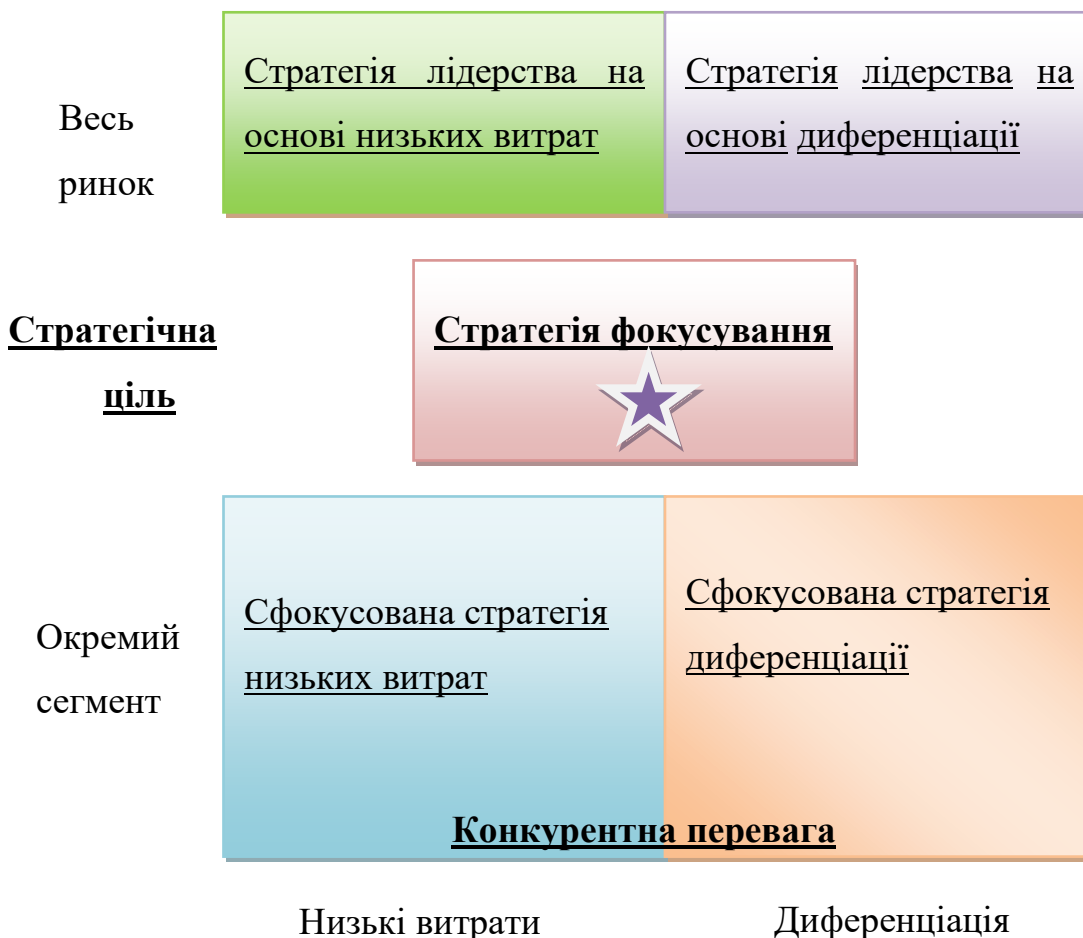 Весь
ринок
Стратегія лідерства на
основі низьких витрат
Стратегія лідерства на
основі диференціації
Стратегічна
ціль
Стратегія фокусування
Окремий
сегмент
Сфокусована стратегія
низьких витрат
Сфокусована стратегія
диференціації
Конкурентна перевага
Низькі витрати
Диференціація